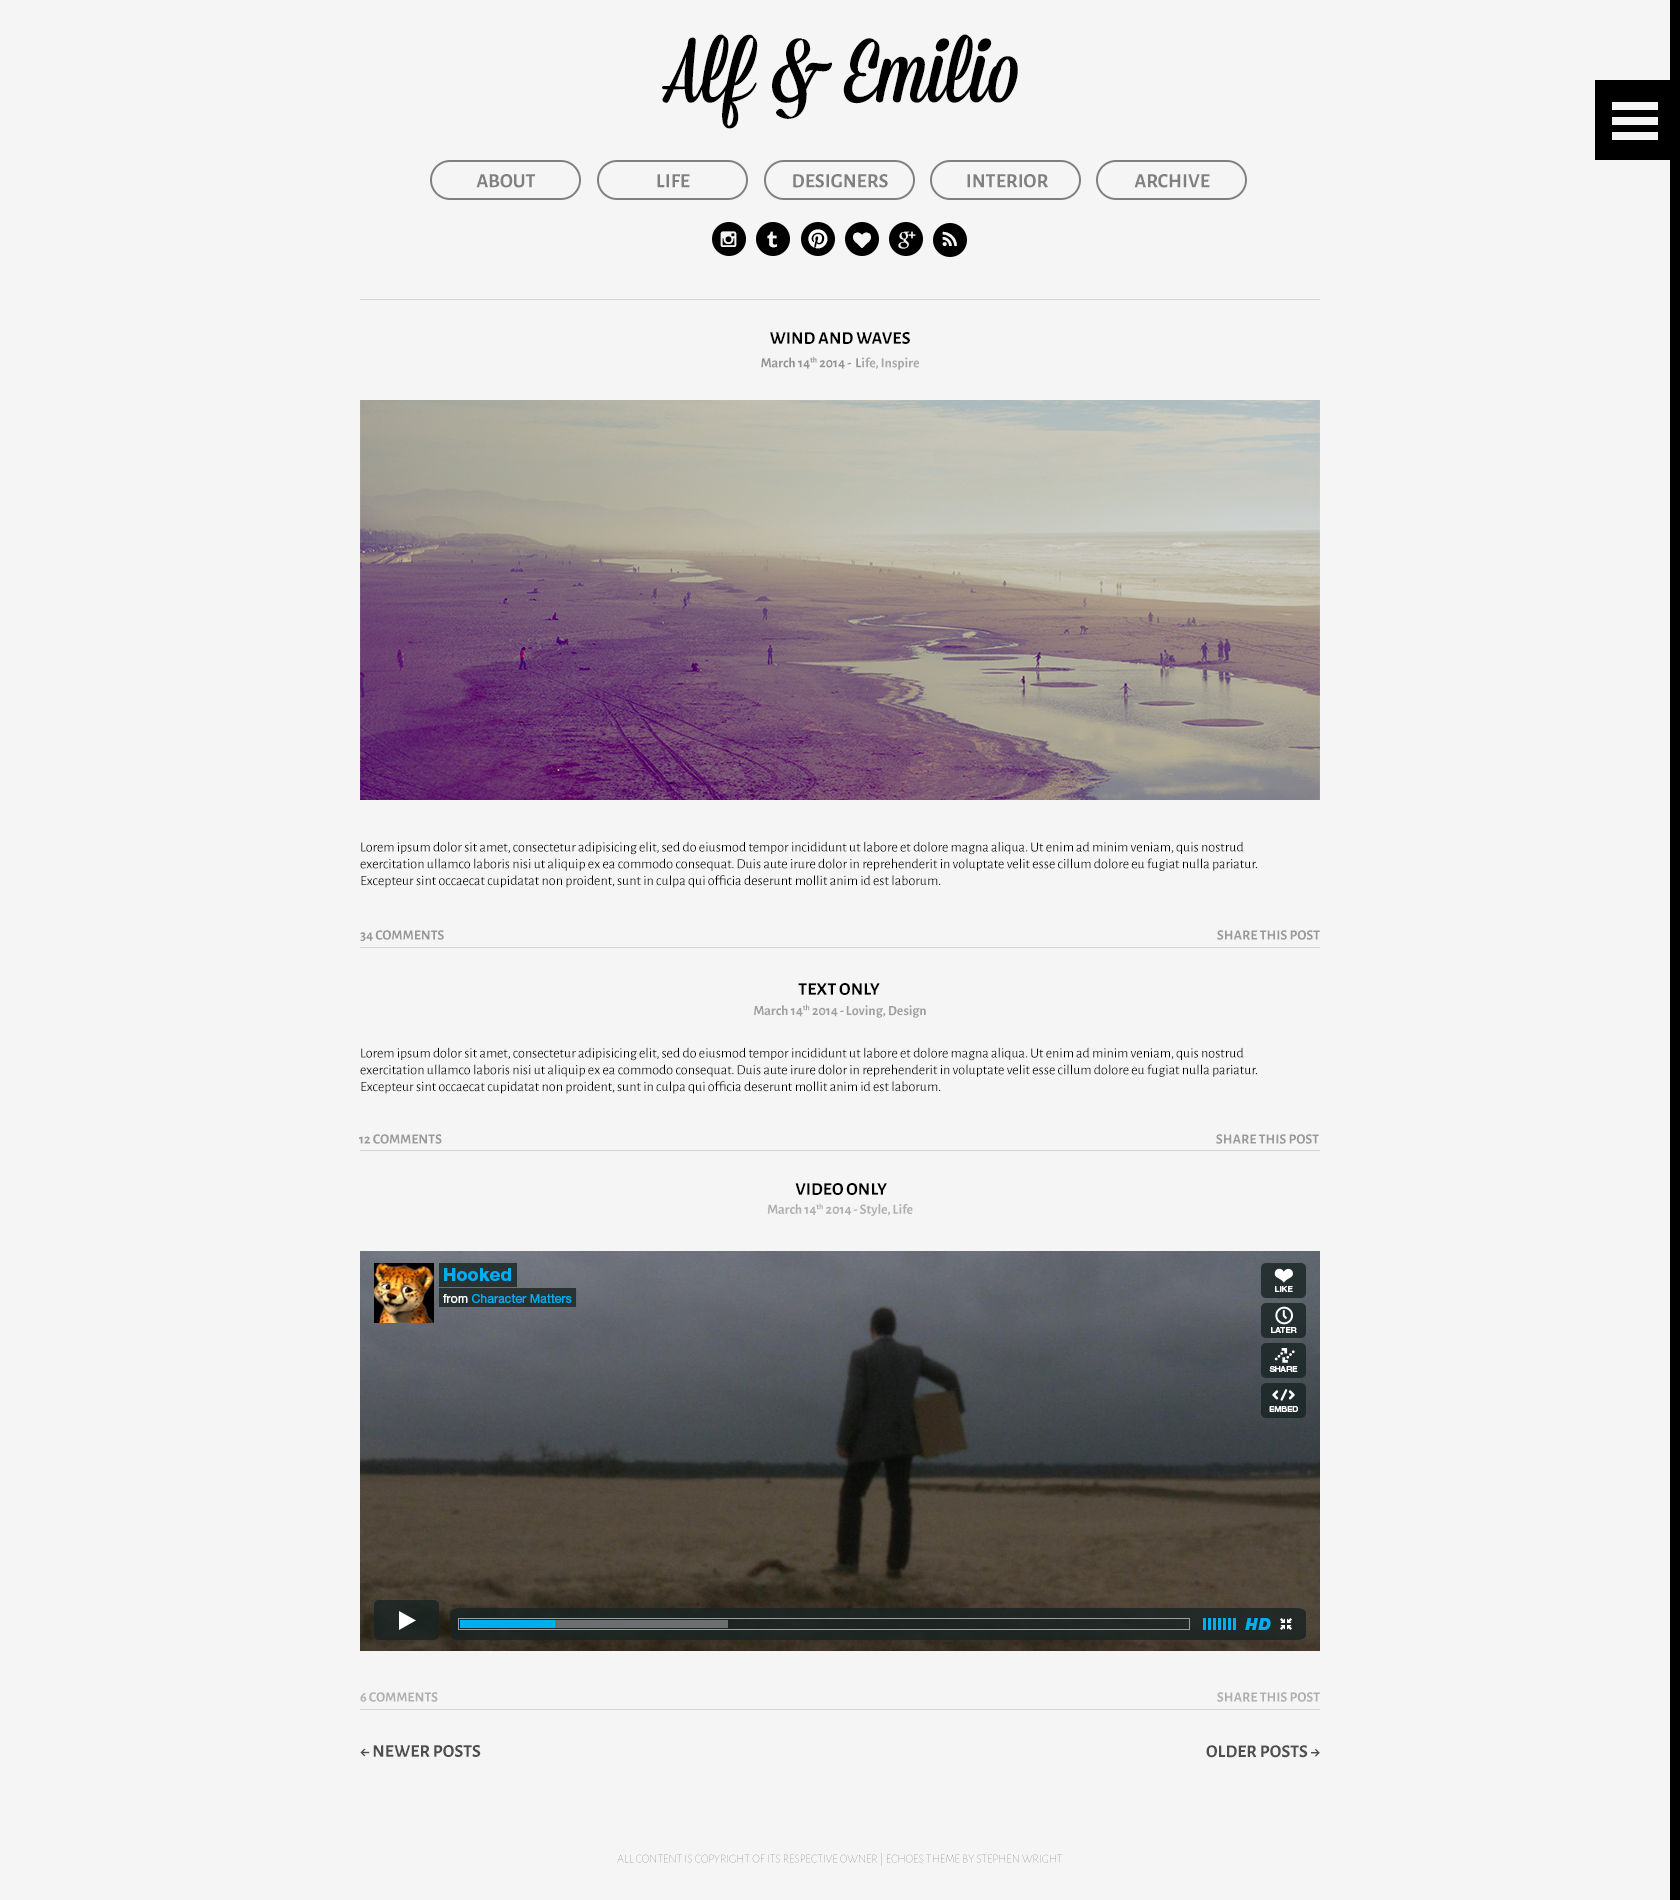 Alf & Emilio
ABOUT
LIFE
DESIGNERS
INTERIOR
ARCHIVE
WIND AND WAVES
March 14th 2014 - Life, Inspire
Lorem ipsum dolor sit amet, consectetur adipisicing elit, sed do eiusmod tempor incididunt ut labore et dolore magna aliqua. Ut enim ad minim veniam, quis nostrud
exercitation ullamco laboris nisi ut aliquip ex ea commodo consequat. Duis aute irure dolor in reprehenderit in voluptate velit esse cillum dolore eu fugiat nulla pariatur.
Excepteur sint occaecat cupidatat non proident, sunt in culpa qui officia deserunt mollit anim id est laborum.
34 COMMENTS
SHARE THIS POST
TEXT ONLY
March 14th 2014 - Loving, Design
Lorem ipsum dolor sit amet, consectetur adipisicing elit, sed do eiusmod tempor incididunt ut labore et dolore magna aliqua. Ut enim ad minim veniam, quis nostrud
exercitation ullamco laboris nisi ut aliquip ex ea commodo consequat. Duis aute irure dolor in reprehenderit in voluptate velit esse cillum dolore eu fugiat nulla pariatur.
Excepteur sint occaecat cupidatat non proident, sunt in culpa qui officia deserunt mollit anim id est laborum.
12 COMMENTS
SHARE THIS POST
VIDEO ONLY
March 14th 2014 - Style, Life
Hooked
from Character Matters
LIKE
LATER
SHARE
EMBED
HD
6 COMMENTS
SHARE THIS POST
← NEWER POSTS
OLDER POSTS →
ALL CONTENT IS COPYRIGHT OF ITS RESPECTIVE OWNER | ECHOES THEME BY STEPHEN WRIGHT